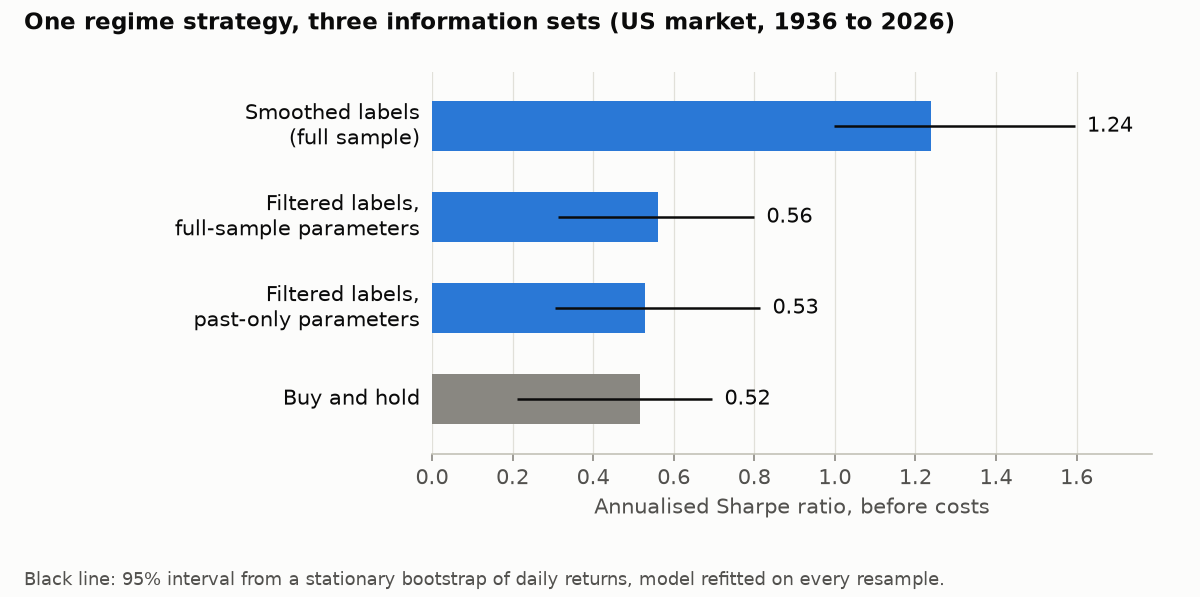 One regime strategy, three information sets (US market, 1936 to 2026)
Smoothed labels
(full sample)
1.24
Filtered labels,
full-sample parameters
0.56
Filtered labels,
past-only parameters
0.53
Buy and hold
0.52
0.0 0.2 0.4 0.6 0.8 1.0 1.2 1.4 1.6
Annualised Sharpe ratio, before costs
Black line: 95% interval from a stationary bootstrap of daily returns, model refitted on every resample.